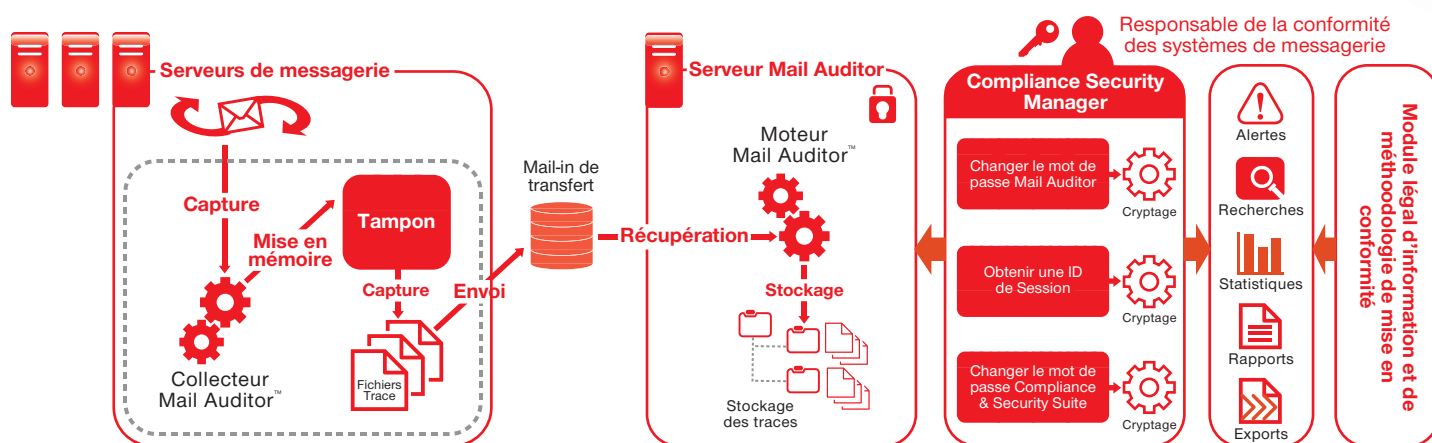 Serveurs de messagerie
Capture
Mise en
mémoire
Tampon
Capture
Envoi
Fichiers
Trace
Collecteur
Mail Auditor™
Mail-in de
transfert
Récupération
Serveur Mail Auditor
Moteur
Mail Auditor™
Stockage
Stockage
des traces
Responsable de la conformité
des systèmes de messagerie
Compliance Security
Manager
Changer le mot de
passe Mail Auditor
Cryptage
Obtenir une ID
de Session
Cryptage
Changer le mot de
passe Compliance
& Security Suite
Cryptage
Alertes
Recherches
Statistiques
Rapports
Exports
Module légal d'information et de
méthoodologie de mise en
conformité